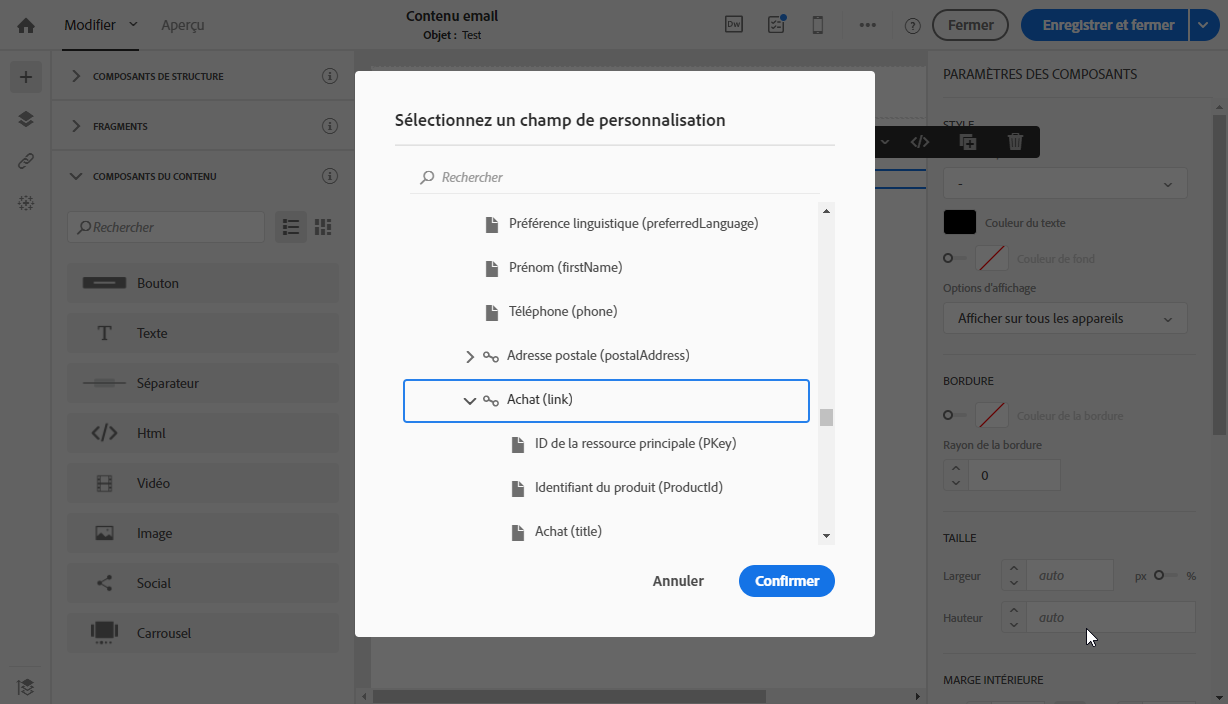 Modifier
Aperçu
Contenu email
Objet : Test
Dw
Fermer
Enregistrer et fermer
COMPOSANTS DE STRUCTURE
FRAGMENTS
COMPOSANTS DU CONTENU
Rechercher
Bouton
Texte
Séparateur
Html
Vidéo
Image
Social
Carrousel
Sélectionnez un champ de personnalisation
Rechercher
Préférence linguistique (preferredLanguage)
Prénom (firstName)
Téléphone (phone)
Adresse postale (postalAddress)
Achat (link)
ID de la ressource principale (PKey)
Identifiant du produit (ProductId)
Achat (title)
Annuler
Confirmer
PARAMÈTRES DES COMPOSANTS
STYLE
-
Couleur du texte
Couleur de fond
Options d'affichage
Afficher sur tous les appareils
BORDURE
Couleur de la bordure
Rayon de la bordure
0
TAILLE
Largeur auto px %
Hauteur auto
MARGE INTÉRIEURE